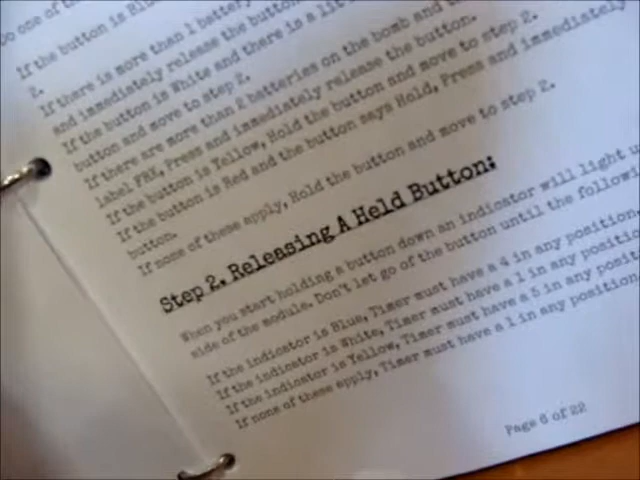 Do one of
If the button is Blu
If there is more than 1 battery
2.
and immediately release the button
If the button is White and there is a lit
button and move to step 2.
If there are more than 2 batteries on the bomb and
label FRK, Press and immediately release the button.
If the button is Yellow, Hold the button and move to step 2.
If the button is Red and the button says Hold, Press and immediately
button.
If none of these apply, Hold the button and move to step 2.
Step 2. Releasing A Held Button:
When you start holding a button down an indicator will light u
side of the module. Don't let go of the button until the followi
If the indicator is Blue, Timer must have a 4 in any position
If the indicator is White, Timer must have a 1 in any positio
If the indicator is Yellow, Timer must have a 5 in any posit
If none of these apply, Timer must have a 1 in any position
Page 6 of 22